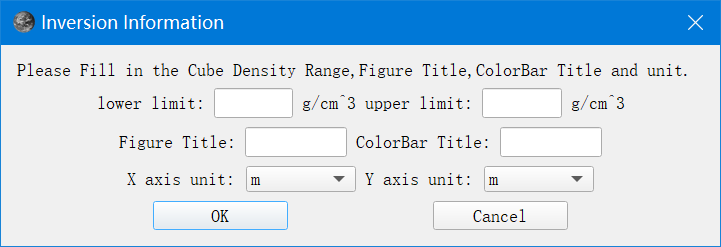 Inversion Information
Please Fill in the Cube Density Range,Figure Title,ColorBar Title and unit.
lower limit: g/cm^3 upper limit: g/cm^3
Figure Title: ColorBar Title:
X axis unit: m Y axis unit: m
OK Cancel